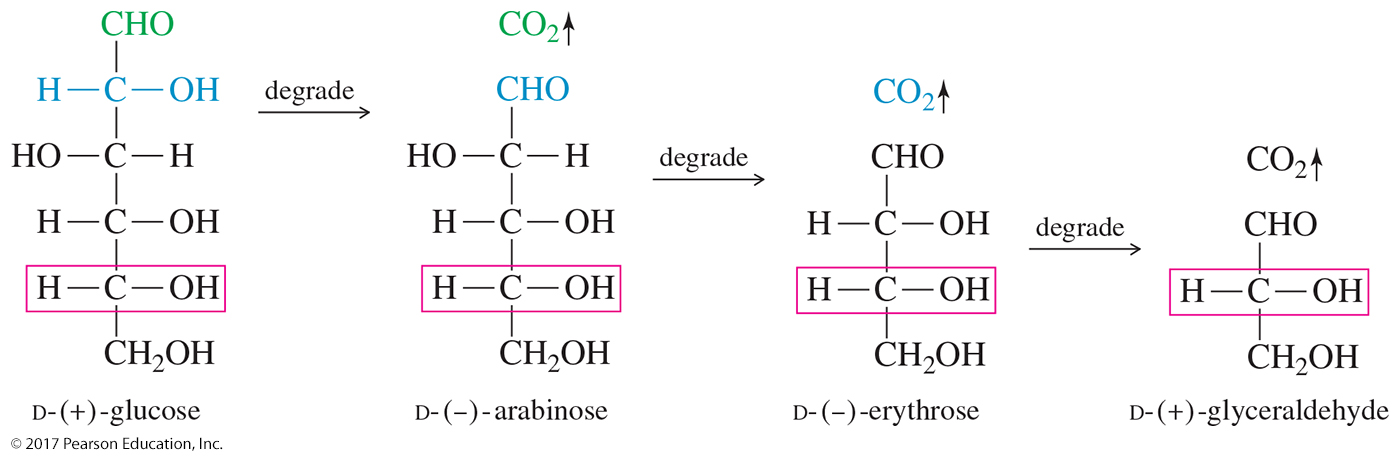 CHO
H—C—OH
HO—C—H
H—C—OH
H—C—OH
CH₂OH
D-(+)-glucose
degrade
CO₂↑
CHO
HO—C—H
H—C—OH
H—C—OH
CH₂OH
D-(−)-arabinose
degrade
CO₂↑
CHO
H—C—OH
H—C—OH
CH₂OH
D-(−)-erythrose
degrade
CO₂↑
CHO
H—C—OH
CH₂OH
D-(+)-glyceraldehyde
© 2017 Pearson Education, Inc.